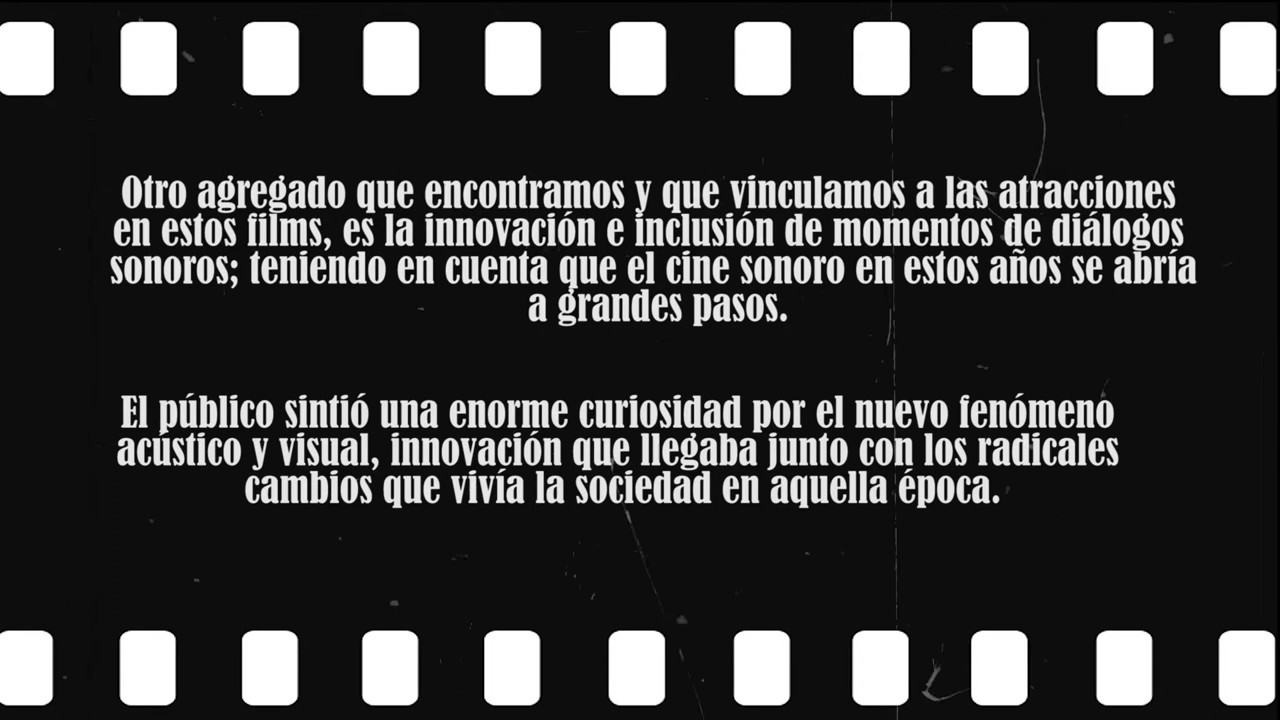 Otro agregado que encontramos y que vinculamos a las atracciones
en estos films, es la innovación e inclusión de momentos de diálogos
sonoros; teniendo en cuenta que el cine sonoro en estos años se abría
a grandes pasos.
El público sintió una enorme curiosidad por el nuevo fenómeno
acústico y visual, innovación que llegaba junto con los radicales
cambios que vivía la sociedad en aquella época.